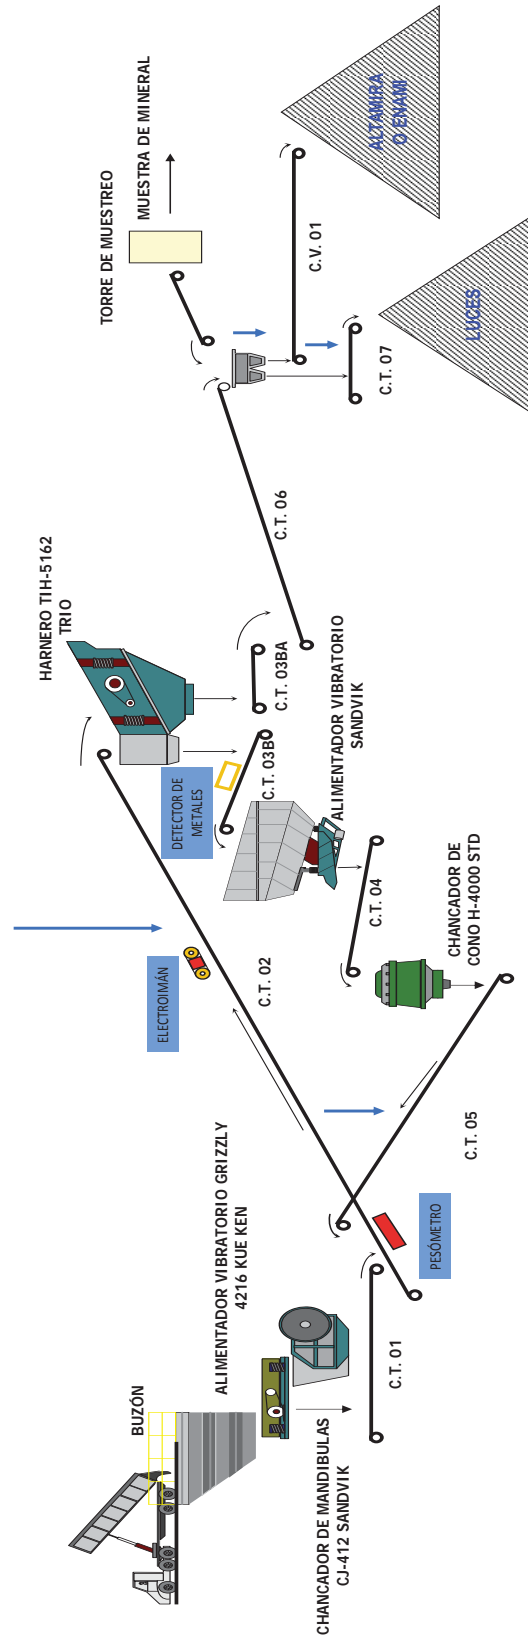 BUZÓN
ALIMENTADOR VIBRATORIO GRIZZLY
4216 KUE KEN
CHANCADOR DE MANDIBULAS
CJ-412 SANDVIK
C.T. 01
PESÓMETRO
C.T. 05
C.T. 02
ELECTROIMÁN
CHANCADOR DE
CONO H-4000 STD
C.T. 04
DETECTOR DE
METALES
C.T. 03B
ALIMENTADOR VIBRATORIO
SANDVIK
HARNERO TIH-5162
TRIO
C.T. 03BA
C.T. 06
TORRE DE MUESTREO
MUESTRA DE MINERAL
C.V. 01
C.T. 07
LUCES
ALTAMIRA
O ENAMI